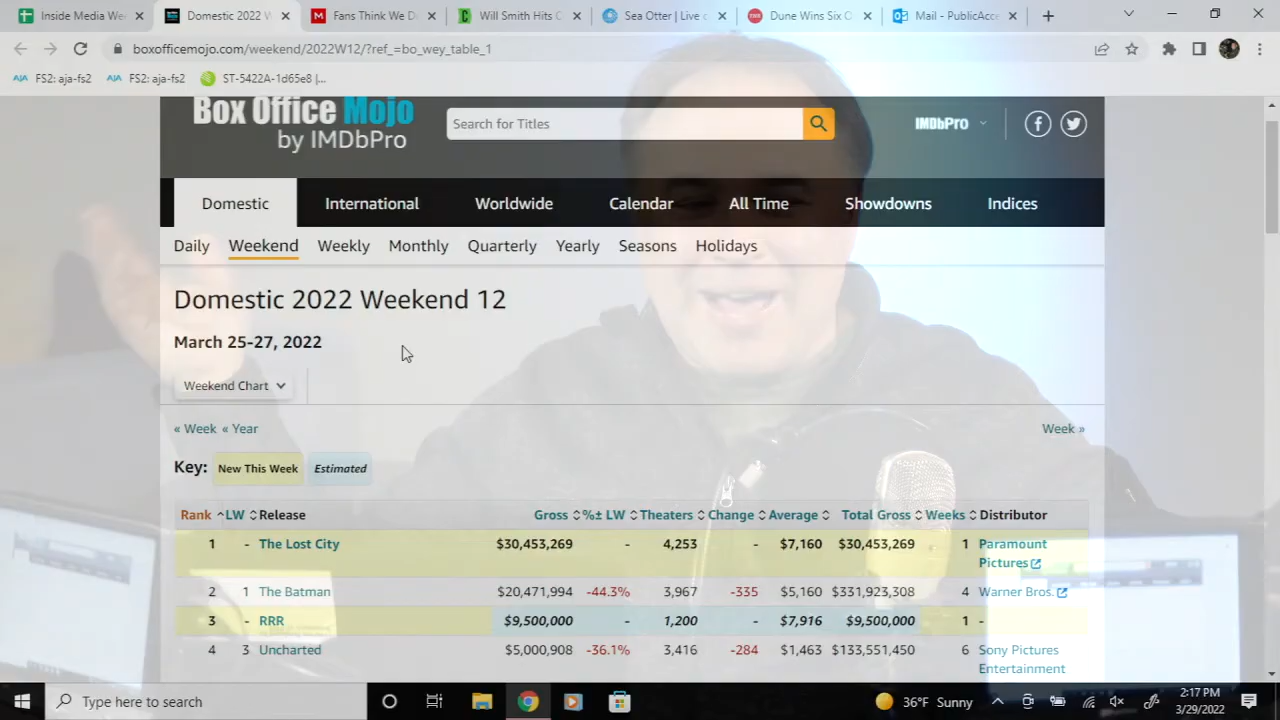 Inside Media We
Domestic 2022 W
Fans Think We D
Will Smith Hits C
Sea Otter | Live c
Dune Wins Six O
Mail - PublicAcce
boxofficemojo.com/weekend/2022W12/?ref_=bo_wey_table_1
AJA FS2: aja-fs2
AJA FS2: aja-fs2
ST-5422A-1d65e8 |...
Box Office Mojo
by IMDbPro
Search for Titles
IMDbPro
Domestic International Worldwide Calendar All Time Showdowns Indices
Daily Weekend Weekly Monthly Quarterly Yearly Seasons Holidays
Domestic 2022 Weekend 12
March 25-27, 2022
Weekend Chart
« Week « Year Week »
Key: New This Week Estimated
Rank LW Release Gross %± LW Theaters Change Average Total Gross Weeks Distributor
1 - The Lost City $30,453,269 - 4,253 - $7,160 $30,453,269 1 Paramount
Pictures
2 1 The Batman $20,471,994 -44.3% 3,967 -335 $5,160 $331,923,308 4 Warner Bros.
3 - RRR $9,500,000 - 1,200 - $7,916 $9,500,000 1 -
4 3 Uncharted $5,000,908 -36.1% 3,416 -284 $1,463 $133,551,450 6 Sony Pictures
Entertainment
Type here to search
36°F Sunny
2:17 PM
3/29/2022